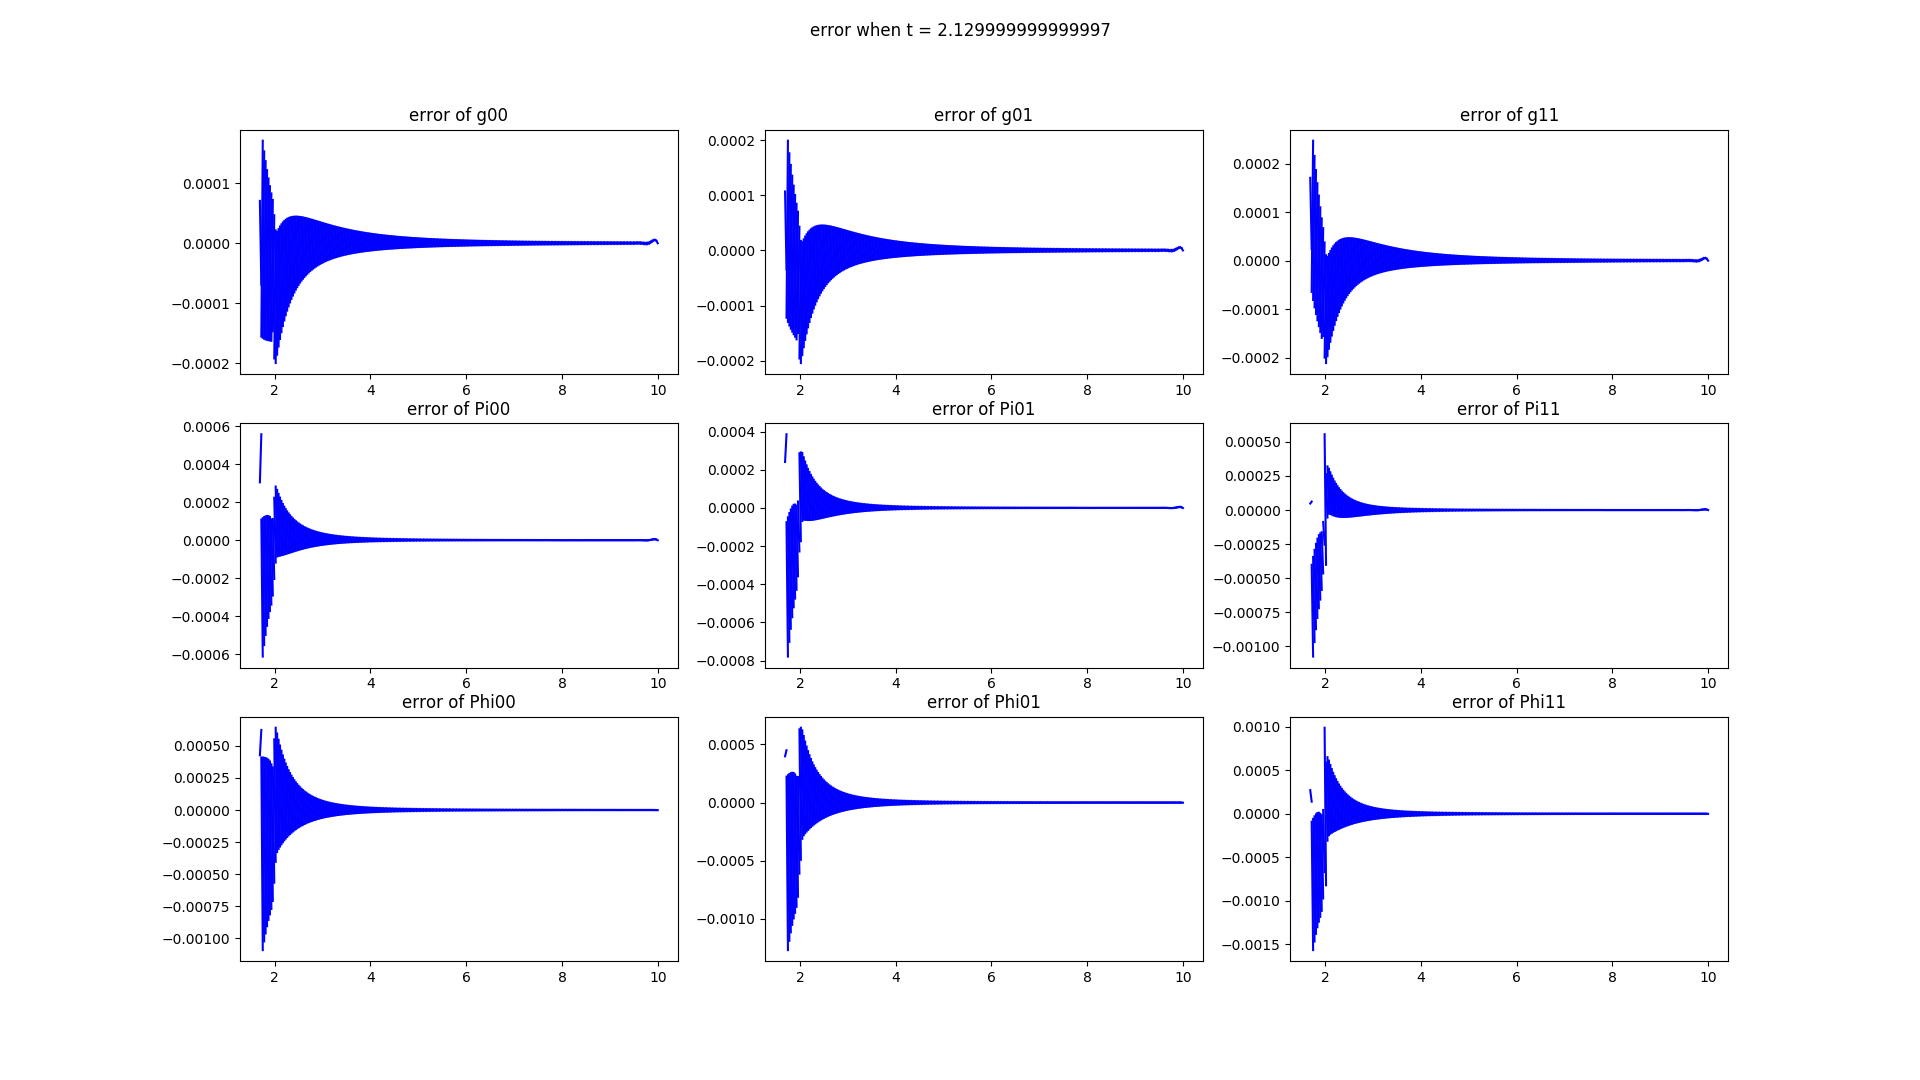 error when t = 2.129999999999997
error of g00
error of g01
error of g11
0.0001
0.0000
−0.0001
−0.0002
2 4 6 8 10
0.0002
0.0001
0.0000
−0.0001
−0.0002
2 4 6 8 10
0.0002
0.0001
0.0000
−0.0001
−0.0002
2 4 6 8 10
error of Pi00
error of Pi01
error of Pi11
0.0006
0.0004
0.0002
0.0000
−0.0002
−0.0004
−0.0006
2 4 6 8 10
0.0004
0.0002
0.0000
−0.0002
−0.0004
−0.0006
−0.0008
2 4 6 8 10
0.00050
0.00025
0.00000
−0.00025
−0.00050
−0.00075
−0.00100
2 4 6 8 10
error of Phi00
error of Phi01
error of Phi11
0.00050
0.00025
0.00000
−0.00025
−0.00050
−0.00075
−0.00100
2 4 6 8 10
0.0005
0.0000
−0.0005
−0.0010
2 4 6 8 10
0.0010
0.0005
0.0000
−0.0005
−0.0010
−0.0015
2 4 6 8 10